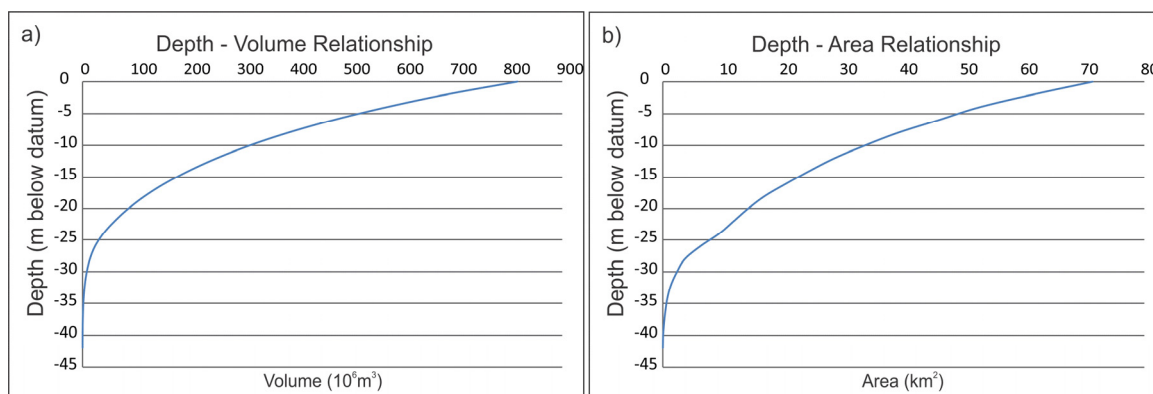 a)
Depth - Volume Relationship
0 100 200 300 400 500 600 700 800 900
0
-5
-10
-15
-20
-25
-30
-35
-40
-45
Depth (m below datum)
Volume (10⁶m³)
b)
Depth - Area Relationship
0 10 20 30 40 50 60 70 80
0
-5
-10
-15
-20
-25
-30
-35
-40
-45
Depth (m below datum)
Area (km²)